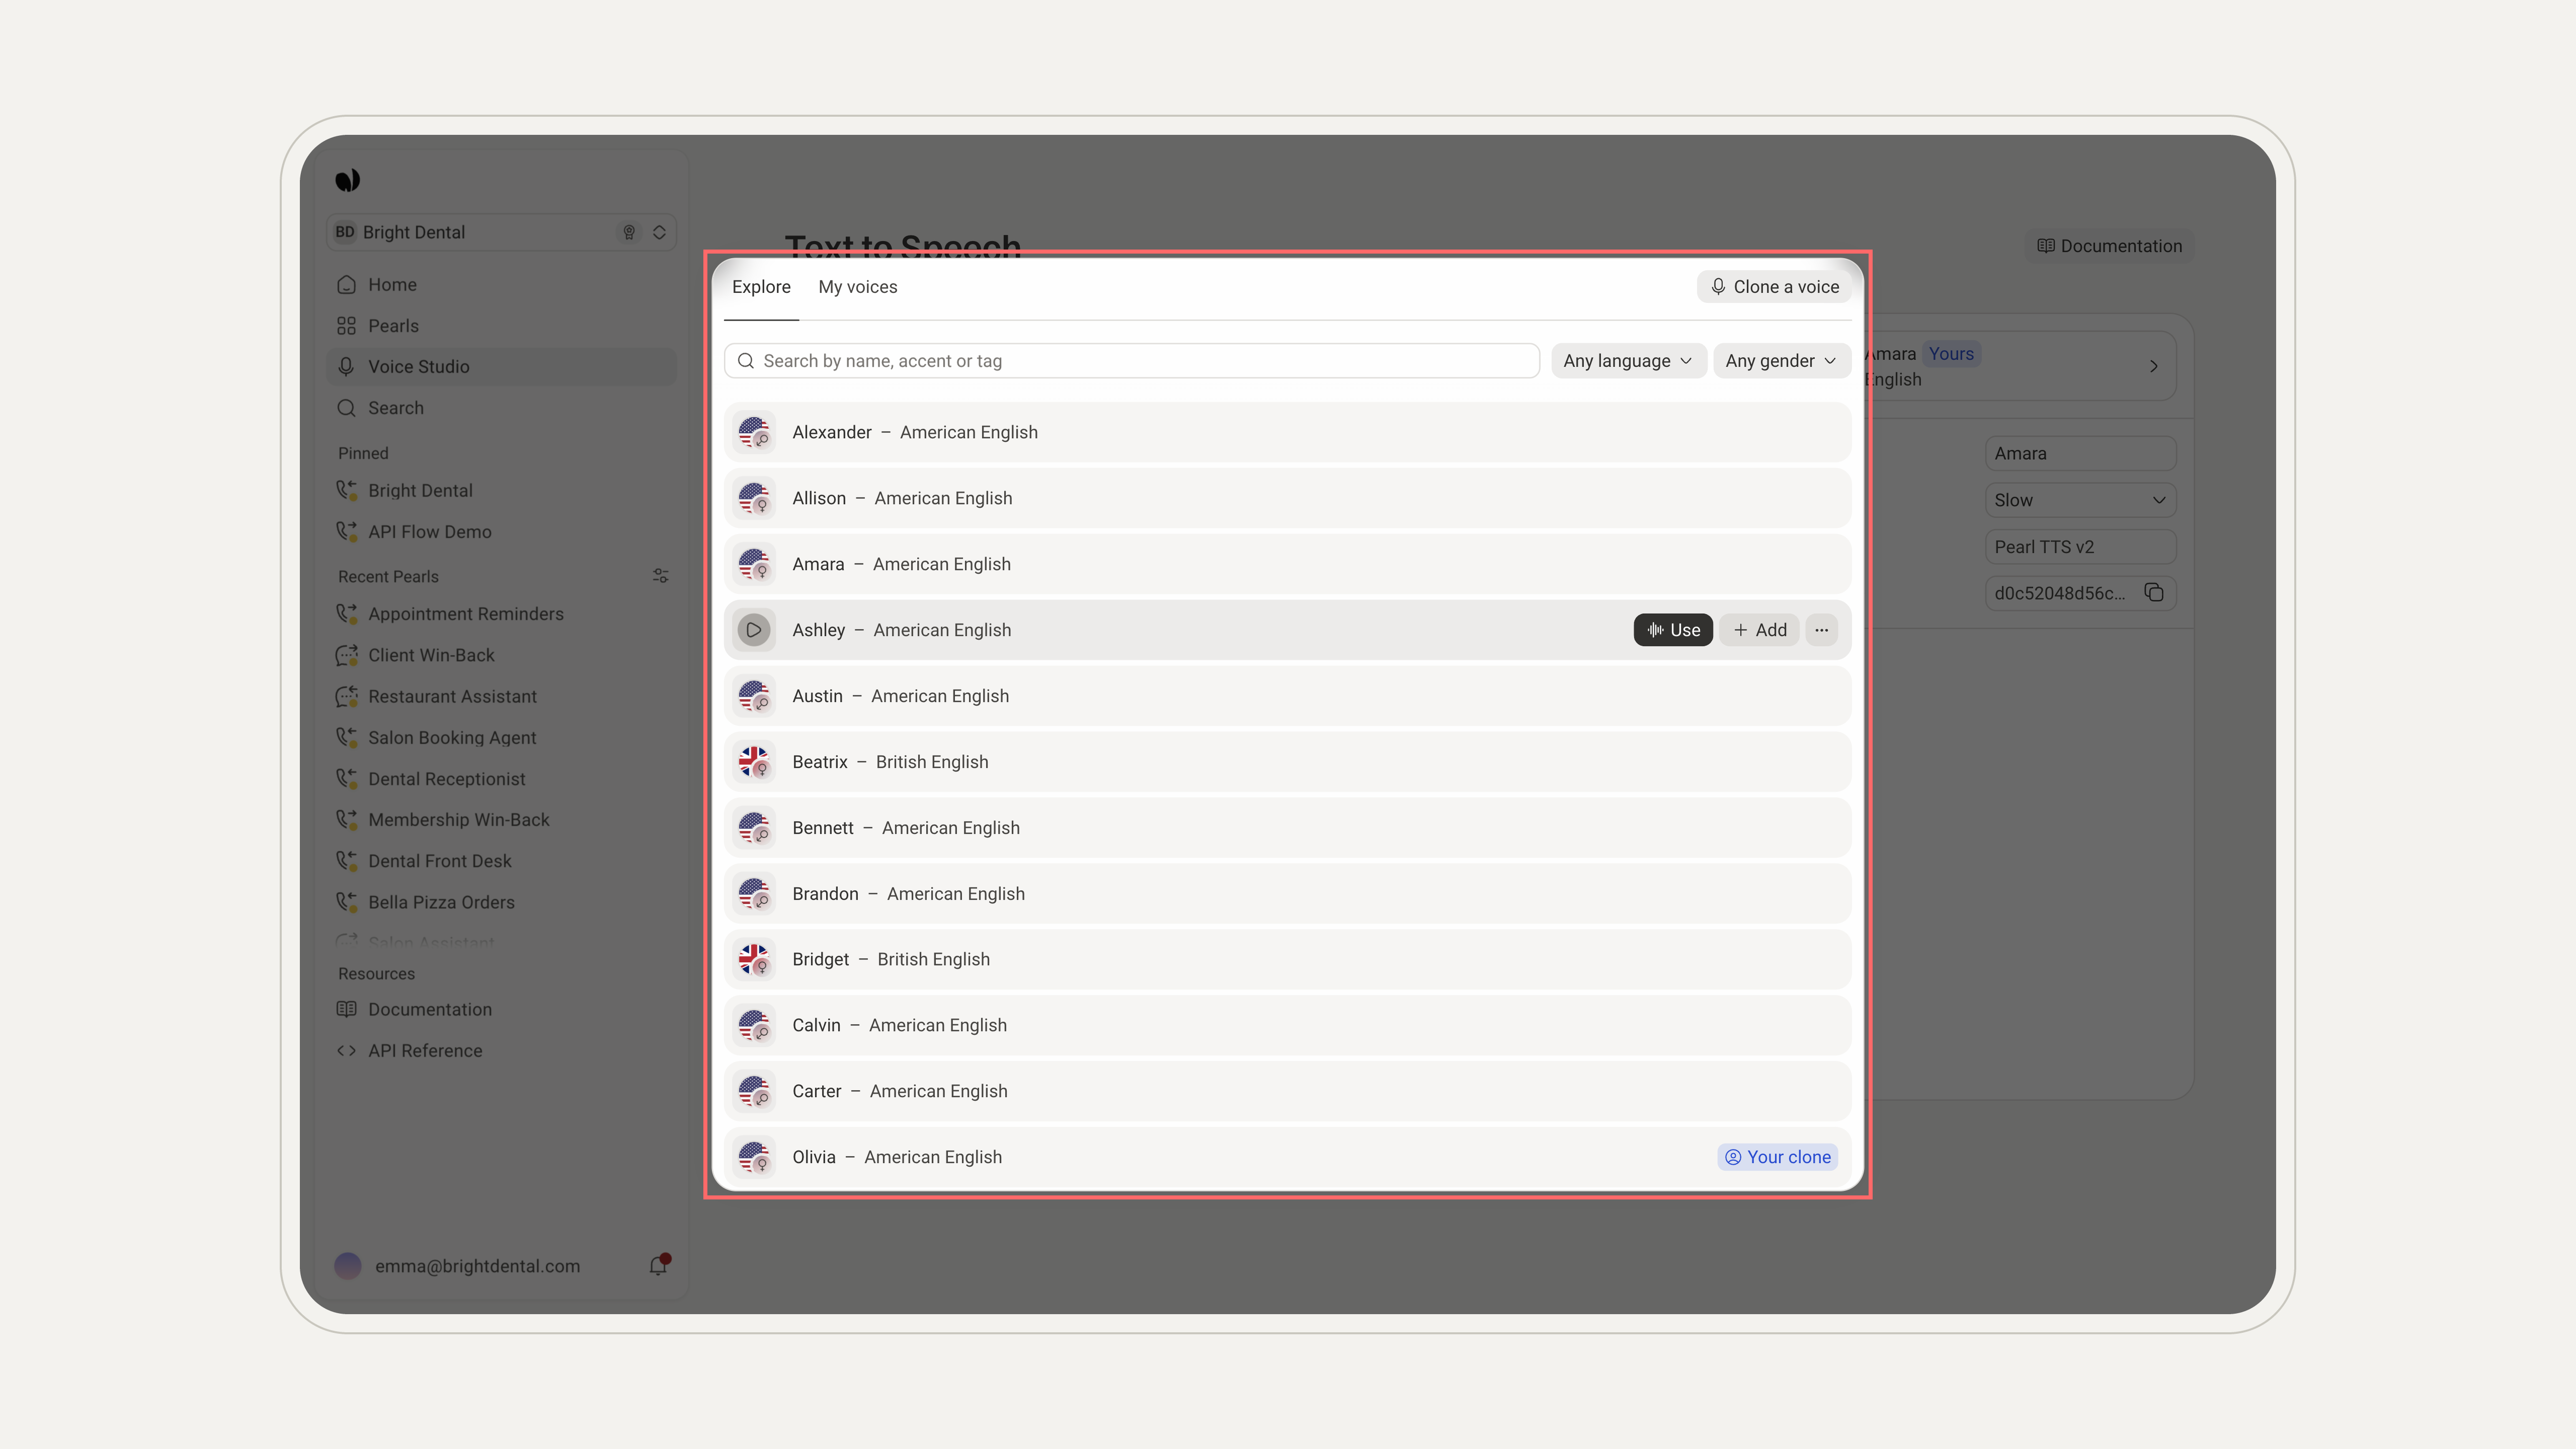 BD Bright Dental
Home
Pearls
Voice Studio
Search
Pinned
Bright Dental
API Flow Demo
Recent Pearls
Appointment Reminders
Client Win-Back
Restaurant Assistant
Salon Booking Agent
Dental Receptionist
Membership Win-Back
Dental Front Desk
Bella Pizza Orders
Salon Assistant
Resources
Documentation
API Reference
emma@brightdental.com
Text to Speech
Documentation
Explore
My voices
Clone a voice
Search by name, accent or tag
Any language
Any gender
Alexander – American English
Allison – American English
Amara – American English
Ashley – American English
Use
+ Add
Austin – American English
Beatrix – British English
Bennett – American English
Brandon – American English
Bridget – British English
Calvin – American English
Carter – American English
Olivia – American English
Your clone
Amara Yours
English
Amara
Slow
Pearl TTS v2
d0c52048d56c...